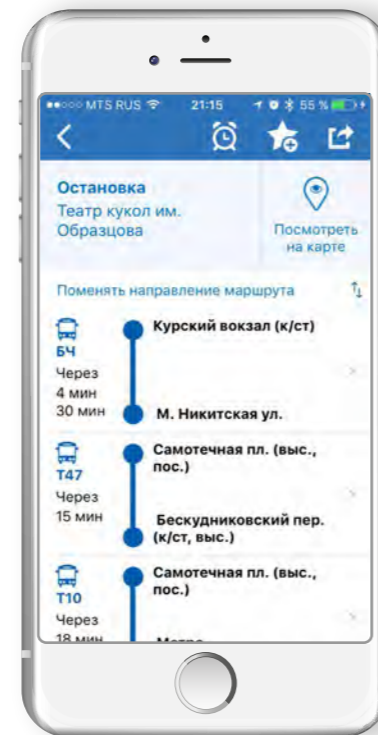 MTS RUS 21:15 55 %
Остановка
Театр кукол им.
Образцова
Посмотреть
на карте
Поменять направление маршрута
БЧ
Через
4 мин
30 мин
Курский вокзал (к/ст)
М. Никитская ул.
Т47
Через
15 мин
Самотечная пл. (выс.,
пос.)
Бескудниковский пер.
(к/ст, выс.)
Т10
Через
18 мин
Самотечная пл. (выс.,
пос.)